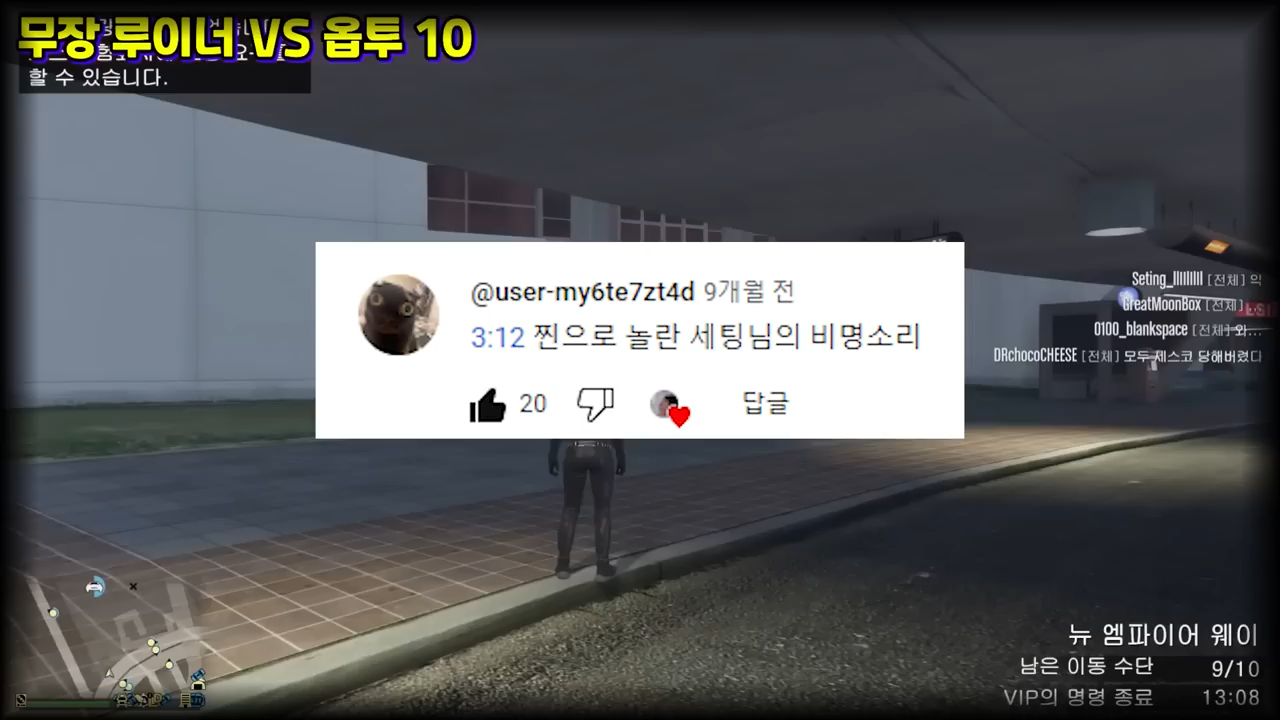 무장 루이너 VS 옵투 10
할 수 있습니다.
@user-my6te7zt4d 9개월 전
3:12 찐으로 놀란 세팅님의 비명소리
20
답글
Seting_lllllllll [전체] 익
GreatMoonBox [전체]
0100_blankspace [전체] 와...
DRchocoCHEESE [전체] 모두 제스코 당해버렸다
뉴 엠파이어 웨이
남은 이동 수단 9/10
VIP의 명령 종료 13:08